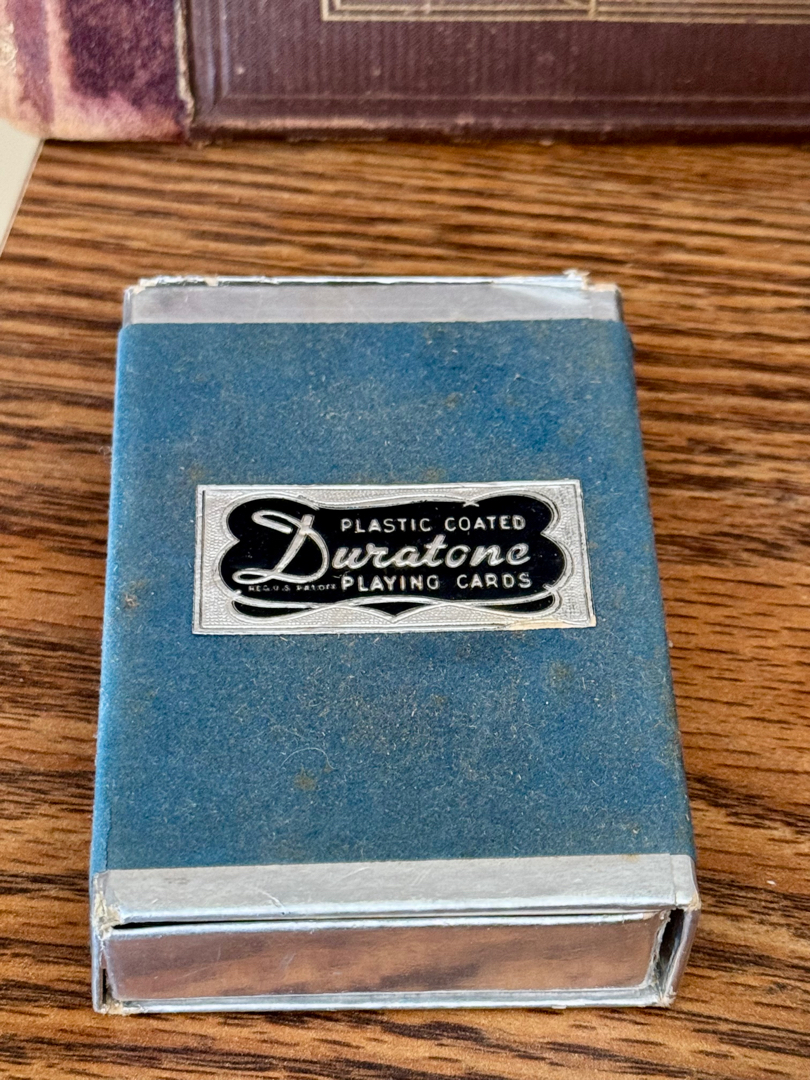 PLASTIC COATED
Duratone
REG. U.S. PAT. OFF.
PLAYING CARDS